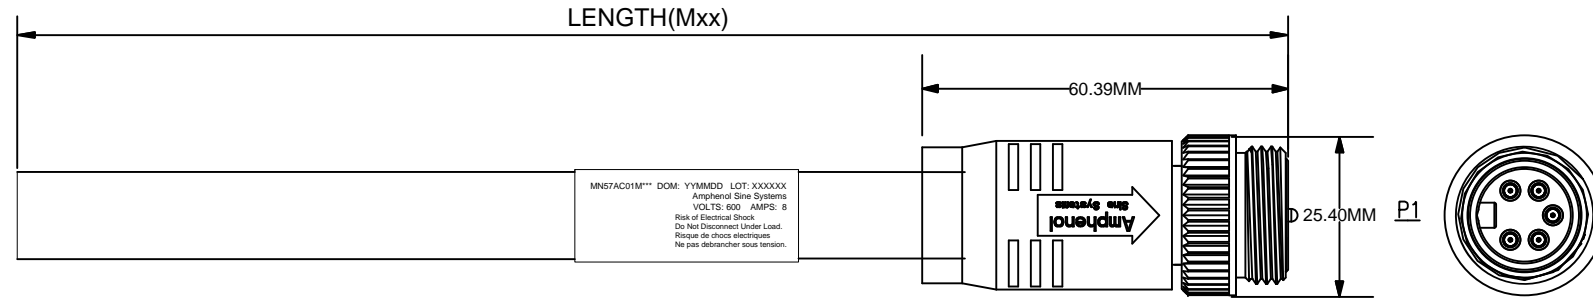 LENGTH(Mxx)
60.39MM
MN57AC01M*** DOM: YYMMDD LOT: XXXXXX
Amphenol Sine Systems
VOLTS: 600 AMPS: 8
Risk of Electrical Shock
Do Not Disconnect Under Load.
Risque de chocs electriques
Ne pas debrancher sous tension.
Amphenol
Sine Systems
25.40MM
P1